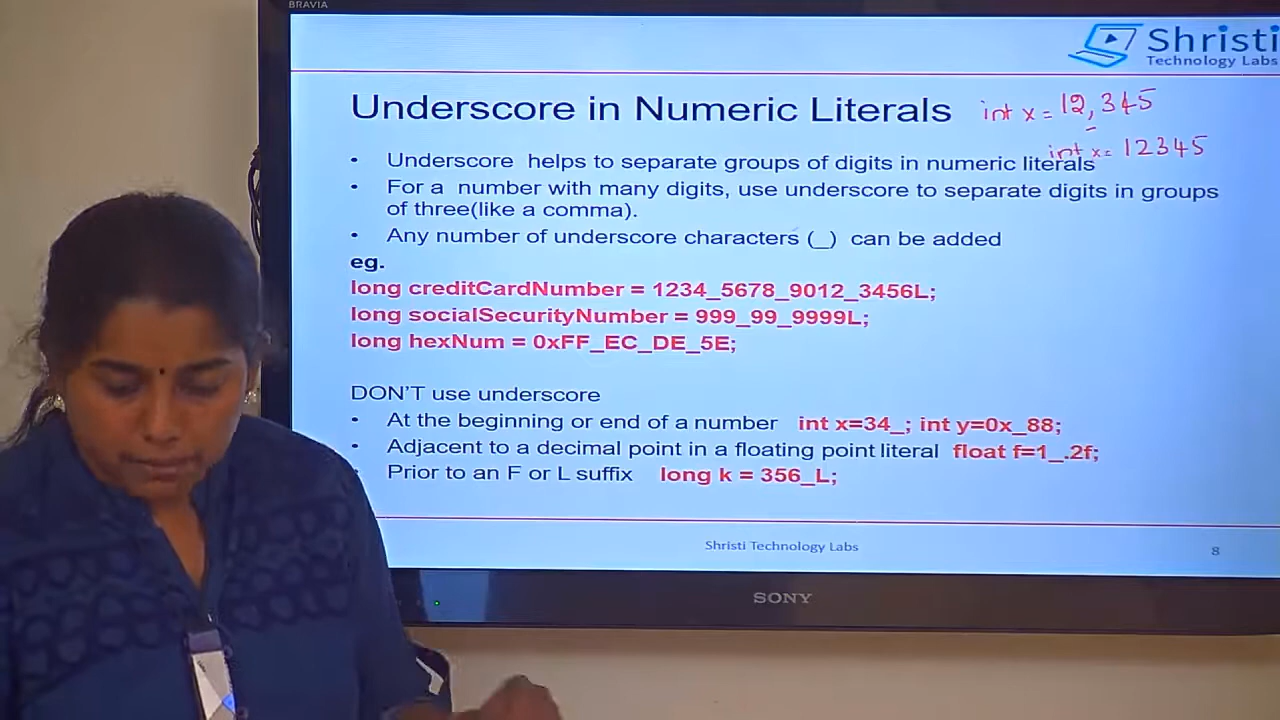 BRAVIA
Shristi
Technology Labs
Underscore in Numeric Literals
int x = 12,345
int x = 12345
• Underscore helps to separate groups of digits in numeric literals
• For a number with many digits, use underscore to separate digits in groups
of three(like a comma).
• Any number of underscore characters (_) can be added
eg.
long creditCardNumber = 1234_5678_9012_3456L;
long socialSecurityNumber = 999_99_9999L;
long hexNum = 0xFF_EC_DE_5E;
DON'T use underscore
• At the beginning or end of a number int x=34_; int y=0x_88;
• Adjacent to a decimal point in a floating point literal float f=1_.2f;
• Prior to an F or L suffix long k = 356_L;
Shristi Technology Labs
8
SONY